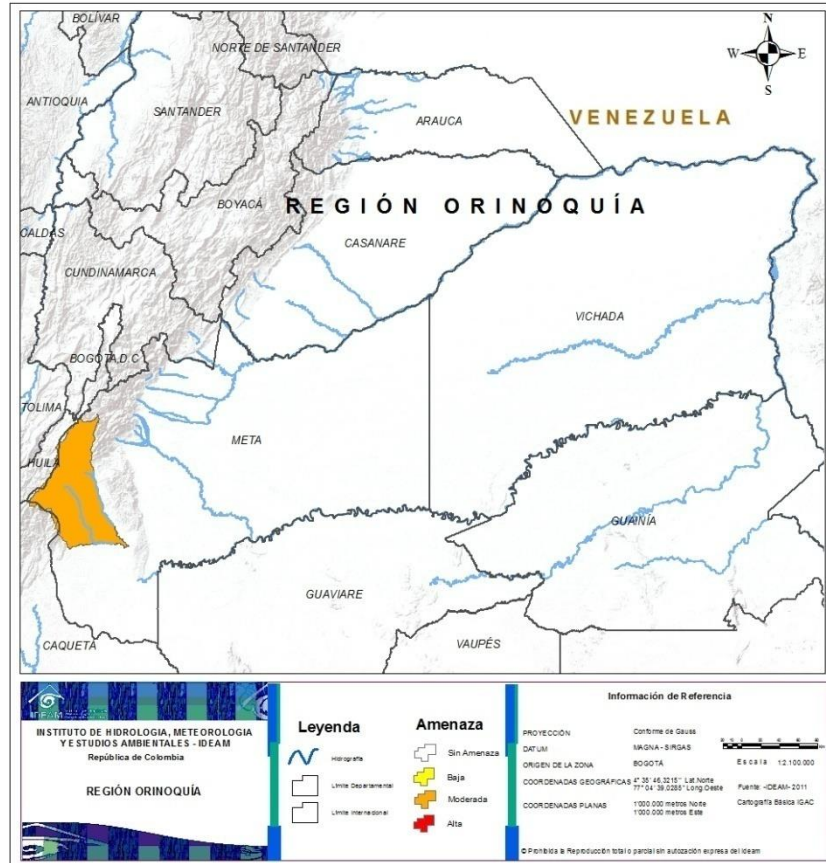 BOLÍVAR
NORTE DE SANTANDER
N
W E
S
ANTIOQUIA
SANTANDER
ARAUCA
VENEZUELA
BOYACÁ
REGIÓN ORINOQUÍA
CALDAS
CASANARE
CUNDINAMARCA
VICHADA
BOGOTA D.C
TOLIMA
META
HUILA
GUAINÍA
GUAVIARE
CAQUETÁ
VAUPÉS
IDEAM
INSTITUTO DE HIDROLOGIA, METEOROLOGIA
Y ESTUDIOS AMBIENTALES - IDEAM
República de Colombia
REGIÓN ORINOQUÍA
Leyenda
Hidrografía
Límite Departamental
Límite Internacional
Amenaza
Sin Amenaza
Baja
Moderada
Alta
Información de Referencia
PROYECCIÓN Conforme de Gauss
DATUM MAGNA - SIRGAS
ORIGEN DE LA ZONA BOGOTÁ
Escala 1:2.100.000
COORDENADAS GEOGRÁFICAS 4° 35' 46,3215'' Lat.Norte
77° 04' 39,0285'' Long.Oeste
Fuente: -IDEAM- 2011
COORDENADAS PLANAS 1'000.000 metros Norte
1'000.000 metros Este
Cartografía Básica IGAC
© Prohibida la Reproducción total o parcial sin autozación expresa del Ideam